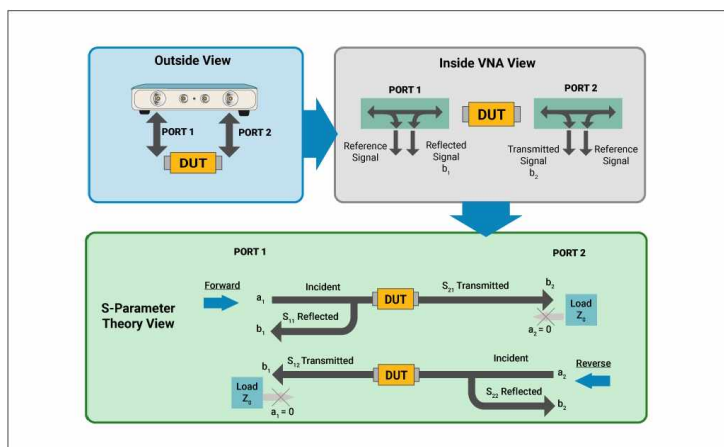 Outside View
PORT 1
PORT 2
DUT
Inside VNA View
PORT 1
PORT 2
DUT
Reference
Signal
Reflected
Signal
b₁
Transmitted
Signal
b₂
Reference
Signal
PORT 1
PORT 2
S-Parameter
Theory View
Forward
a₁
Incident
DUT
S₂₁ Transmitted
b₂
b₁
S₁₁ Reflected
a₂ = 0
Load
b₁
S₁₂ Transmitted
DUT
Incident
a₂
Reverse
Load
a₁ = 0
S₂₂ Reflected
b₂